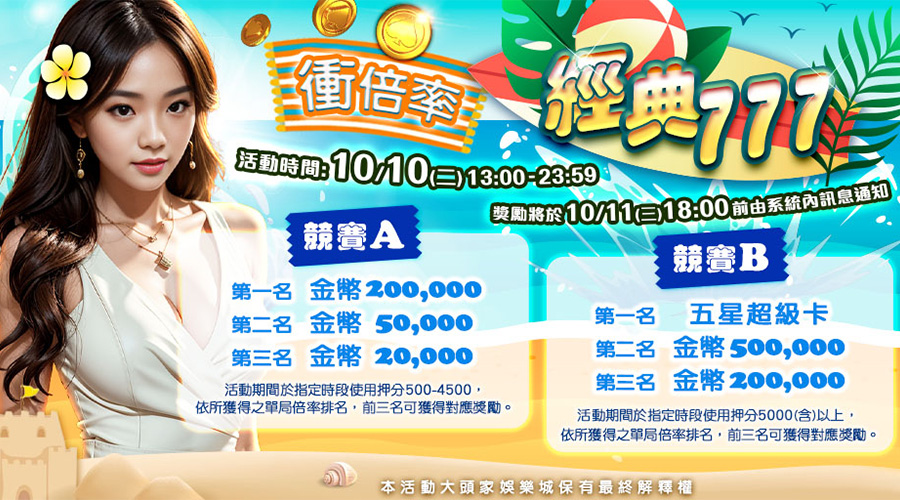 衝倍率
經典777
活動時間:10/10(二)13:00-23:59
獎勵將於10/11(三)18:00前由系統內訊息通知
競賽A
第一名 金幣200,000
第二名 金幣 50,000
第三名 金幣 20,000
活動期間於指定時段使用押分500-4500，
依所獲得之單局倍率排名，前三名可獲得對應獎勵。
競賽B
第一名 五星超級卡
第二名 金幣500,000
第三名 金幣200,000
活動期間於指定時段使用押分5000(含)以上，
依所獲得之單局倍率排名，前三名可獲得對應獎勵。
本活動大頭家娛樂城保有最終解釋權